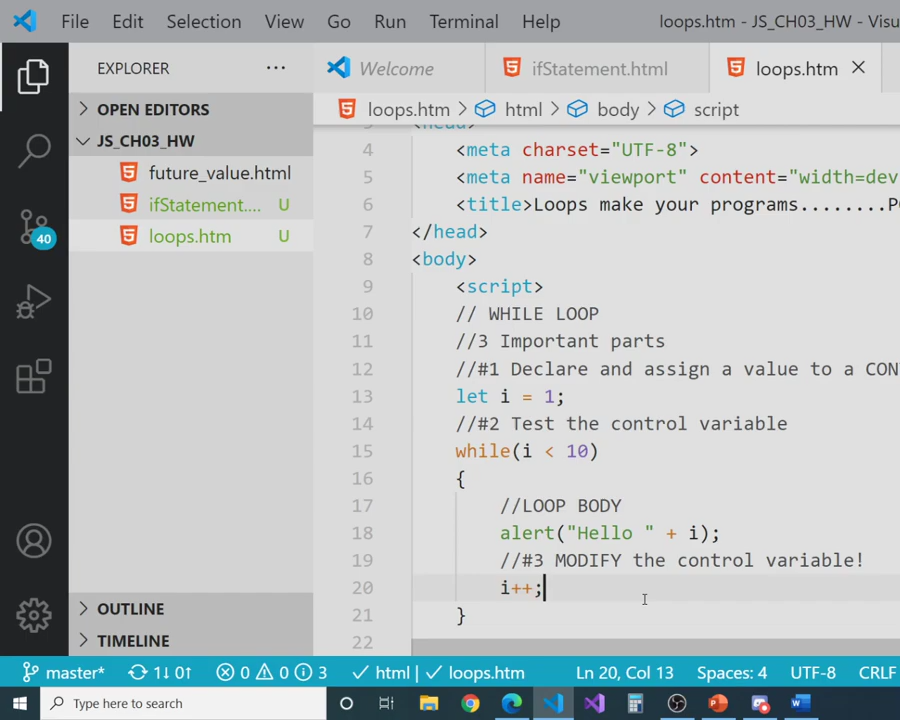 File Edit Selection View Go Run Terminal Help loops.htm - JS_CH03_HW - Visu
EXPLORER ... Welcome ifStatement.html loops.htm
OPEN EDITORS
loops.htm > html > body > script
JS_CH03_HW
future_value.html
ifStatement.... U
loops.htm U
40
<head>
4 <meta charset="UTF-8">
5 <meta name="viewport" content="width=dev
6 <title>Loops make your programs........P
7 </head>
8 <body>
9 <script>
10 // WHILE LOOP
11 //3 Important parts
12 //#1 Declare and assign a value to a CON
13 let i = 1;
14 //#2 Test the control variable
15 while(i < 10)
16 {
17 //LOOP BODY
18 alert("Hello " + i);
19 //#3 MODIFY the control variable!
20 i++;
21 }
22
OUTLINE
TIMELINE
master* 1↓ 0↑ 0 0 3 html | loops.htm Ln 20, Col 13 Spaces: 4 UTF-8 CRLF
Type here to search